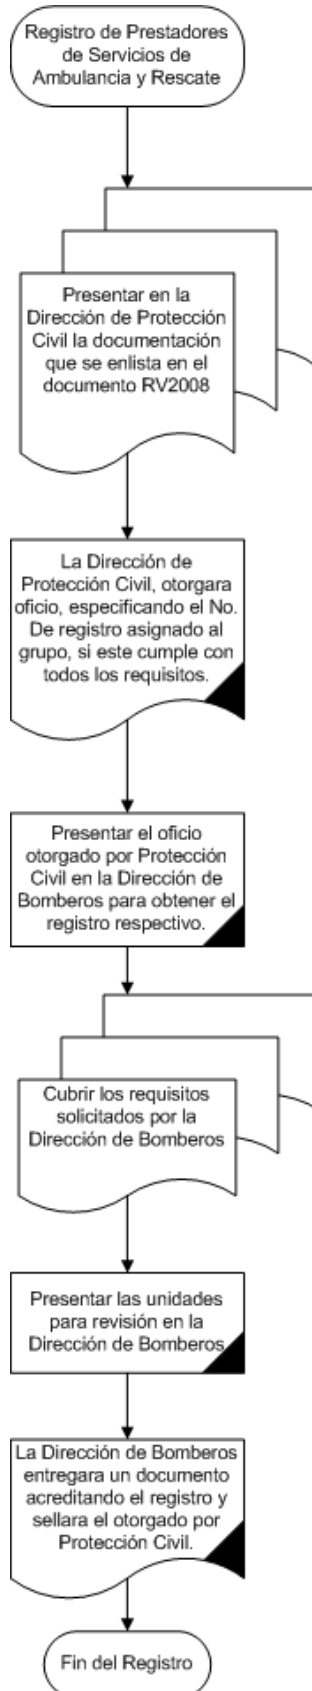 Registro de Prestadores
de Servicios de
Ambulancia y Rescate
Presentar en la
Dirección de Protección
Civil la documentación
que se enlista en el
documento RV2008
La Dirección de
Protección Civil, otorgara
oficio, especificando el No.
De registro asignado al
grupo, si este cumple con
todos los requisitos.
Presentar el oficio
otorgado por Protección
Civil en la Dirección de
Bomberos para obtener el
registro respectivo.
Cubrir los requisitos
solicitados por la
Dirección de Bomberos
Presentar las unidades
para revisión en la
Dirección de Bomberos
La Dirección de Bomberos
entregara un documento
acreditando el registro y
sellara el otorgado por
Protección Civil.
Fin del Registro